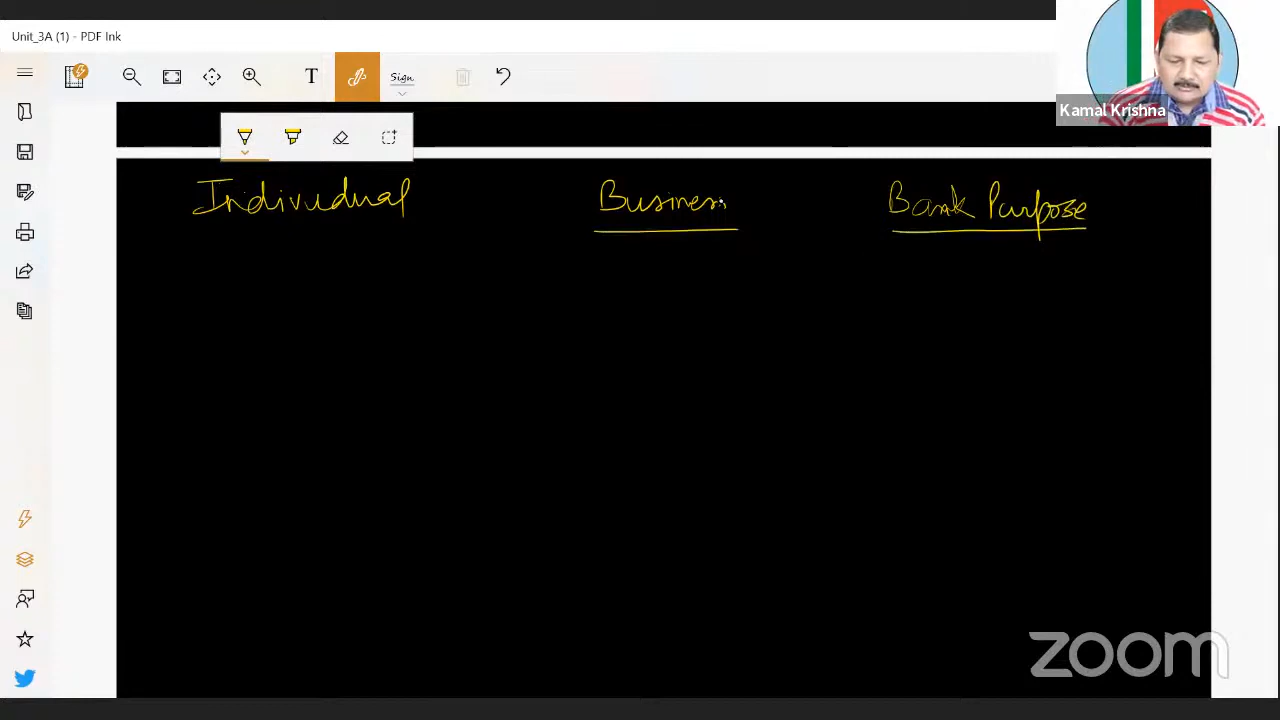 Unit_3A (1) - PDF Ink
T
Sign
Kamal Krishna
Individual Business Bank Purpose
zoom